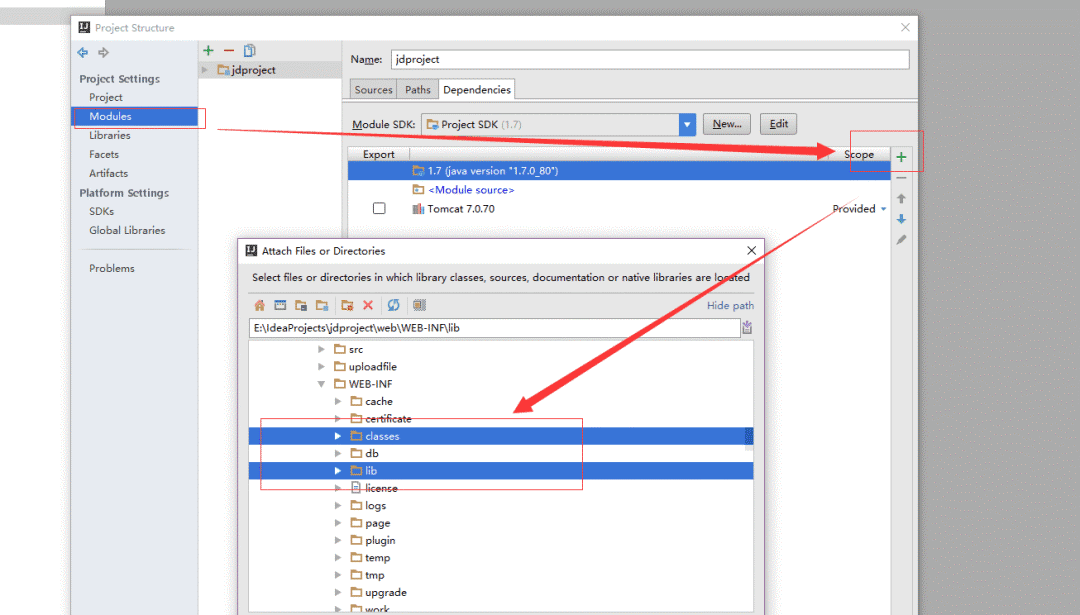 Project Structure
Project Settings
Project
Modules
Libraries
Facets
Artifacts
Platform Settings
SDKs
Global Libraries
Problems
jdproject
Name: jdproject
Sources Paths Dependencies
Module SDK: Project SDK (1.7) New... Edit
Export Scope
1.7 (java version "1.7.0_80")
<Module source>
Tomcat 7.0.70 Provided
Attach Files or Directories
Select files or directories in which library classes, sources, documentation or native libraries are located
Hide path
E:\IdeaProjects\jdproject\web\WEB-INF\lib
src
uploadfile
WEB-INF
cache
certificate
classes
db
lib
license
logs
page
plugin
temp
tmp
upgrade
work